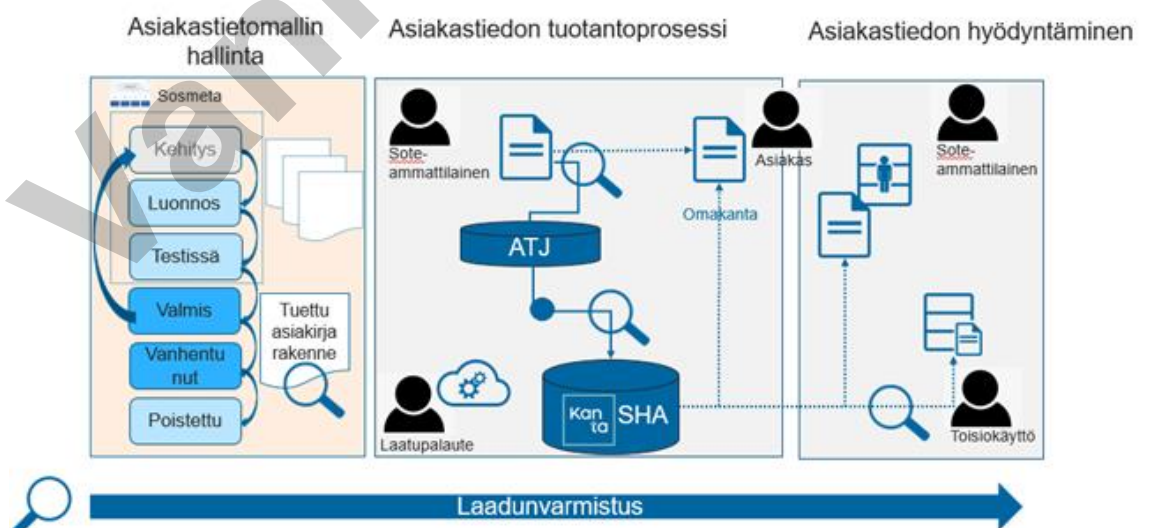 Asiakastietomallin
hallinta
Asiakastiedon tuotantoprosessi
Asiakastiedon hyödyntäminen
Sosmeta
Kehitys
Luonnos
Testissä
Valmis
Vanhentu
nut
Poistettu
Tuettu
asiakirja
rakenne
Sote-
ammattilainen
Asiakas
Omakanta
ATJ
Kan
ta
SHA
Laatupalaute
Sote-
ammattilainen
Toisiokäyttö
Laadunvarmistus